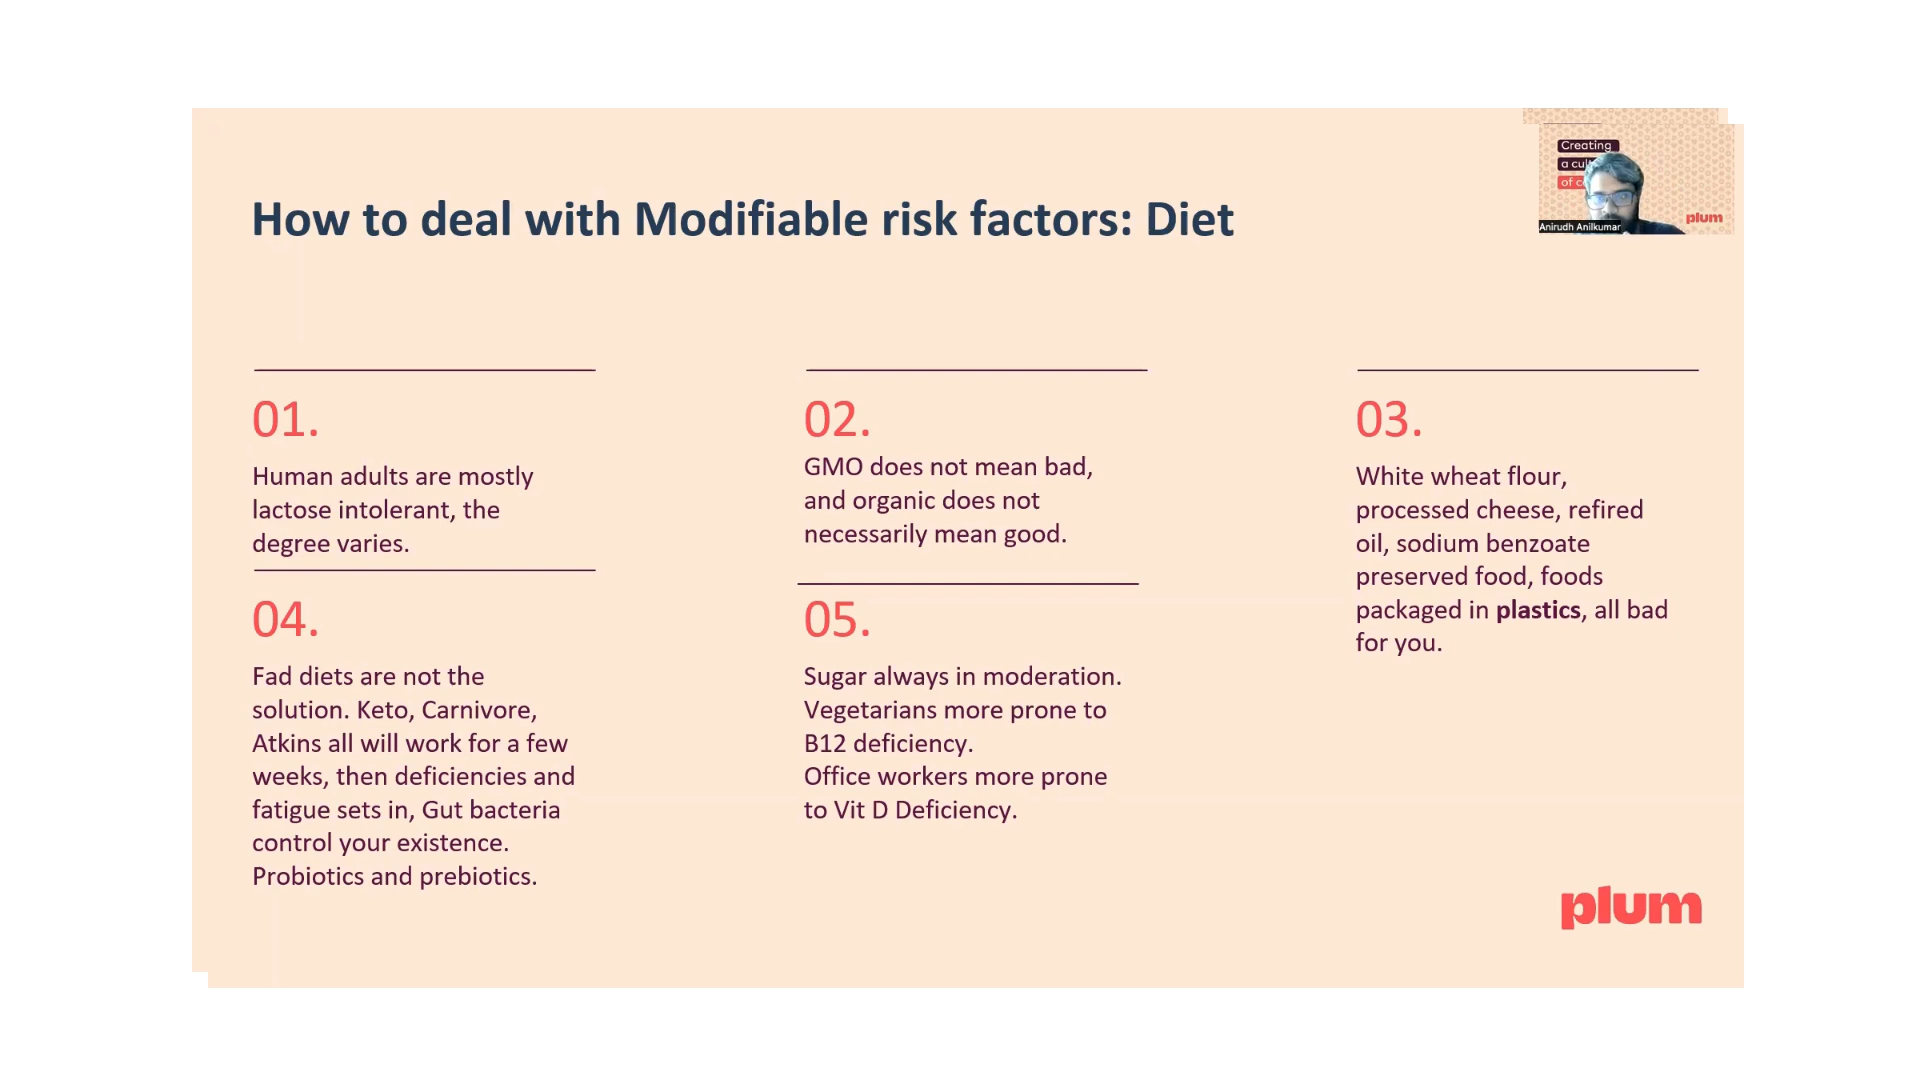 How to deal with Modifiable risk factors: Diet
Creating
a cul
of c
plum
Anirudh Anilkumar
01.
Human adults are mostly
lactose intolerant, the
degree varies.
02.
GMO does not mean bad,
and organic does not
necessarily mean good.
03.
White wheat flour,
processed cheese, refired
oil, sodium benzoate
preserved food, foods
packaged in plastics, all bad
for you.
04.
Fad diets are not the
solution. Keto, Carnivore,
Atkins all will work for a few
weeks, then deficiencies and
fatigue sets in, Gut bacteria
control your existence.
Probiotics and prebiotics.
05.
Sugar always in moderation.
Vegetarians more prone to
B12 deficiency.
Office workers more prone
to Vit D Deficiency.
plum